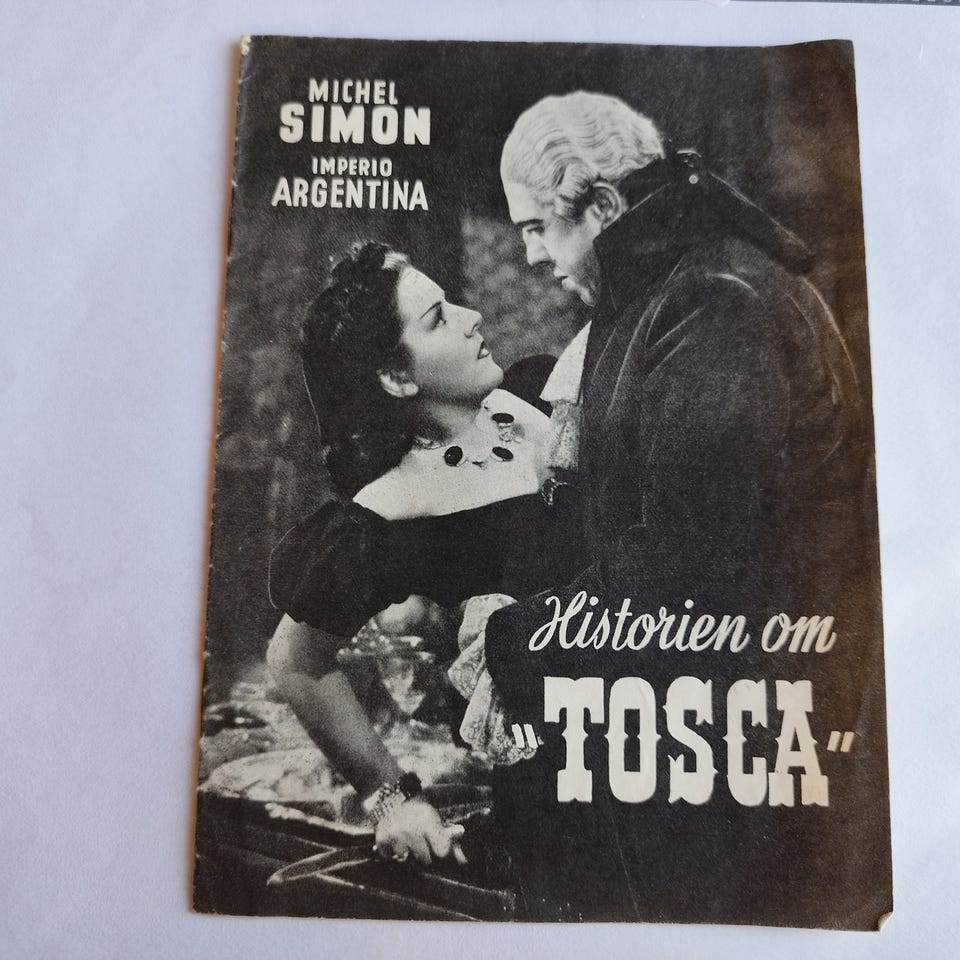 MICHEL
SIMON
IMPERIO
ARGENTINA
Historien om
"TOSCA"